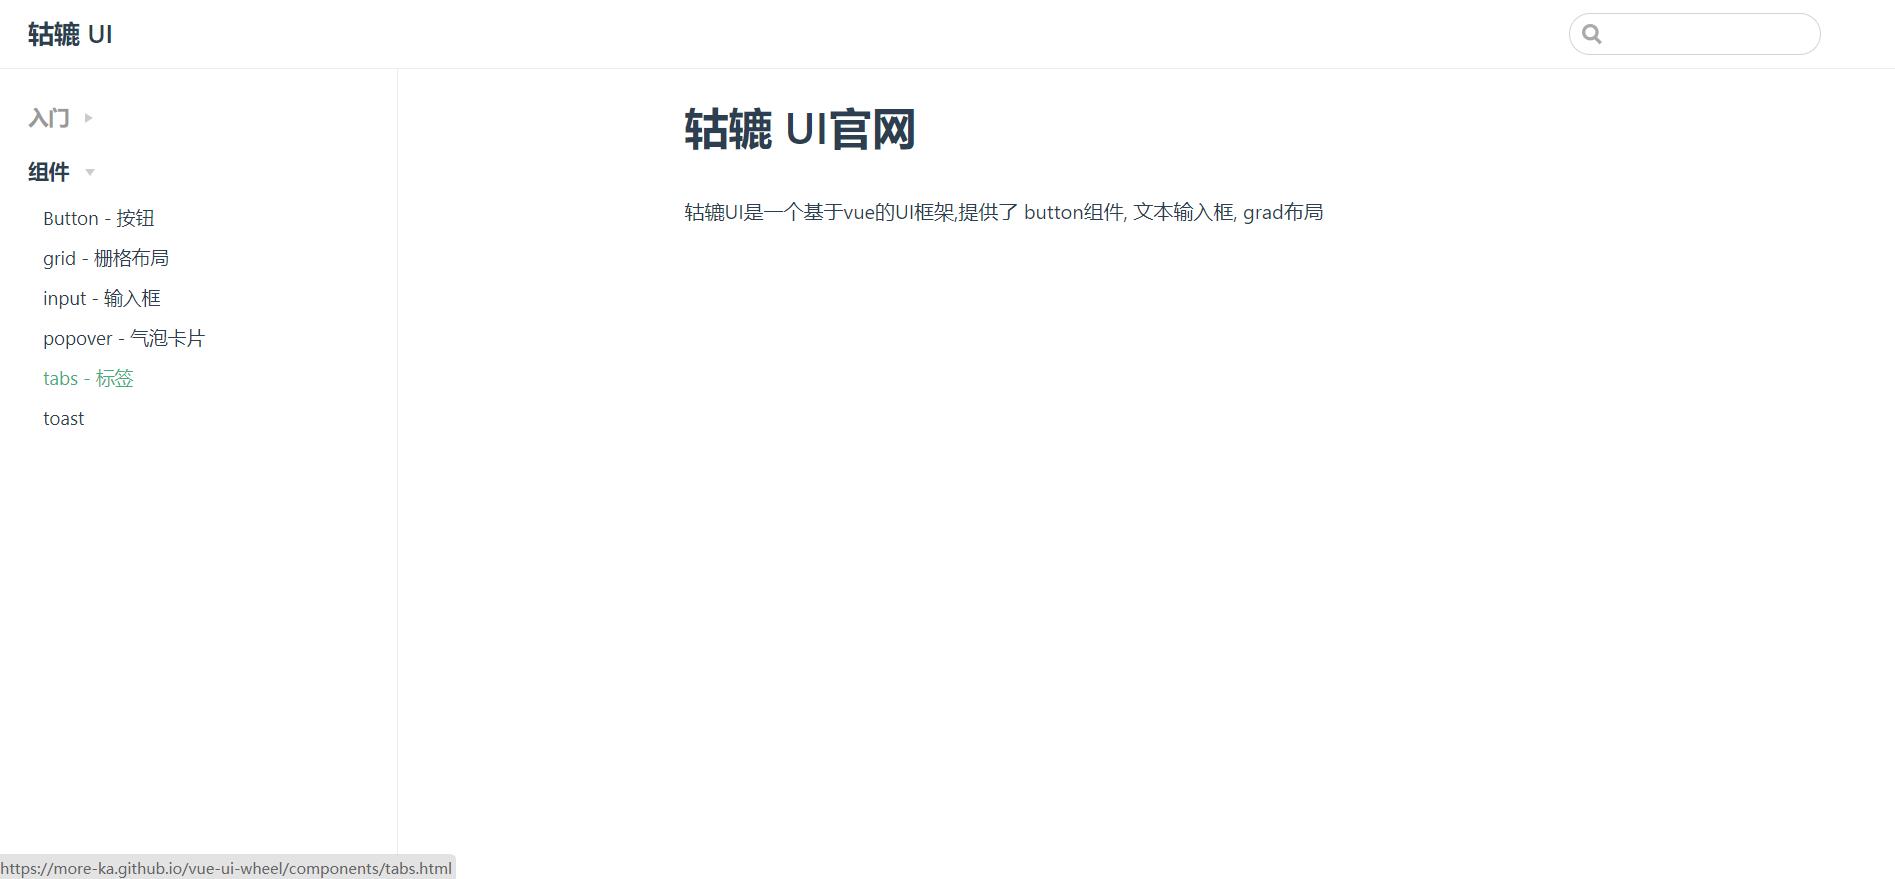 轱辘 UI
入门
组件
Button - 按钮
grid - 栅格布局
input - 输入框
popover - 气泡卡片
tabs - 标签
toast
轱辘 UI官网
轱辘UI是一个基于vue的UI框架,提供了 button组件, 文本输入框, grad布局
https://more-ka.github.io/vue-ui-wheel/components/tabs.html